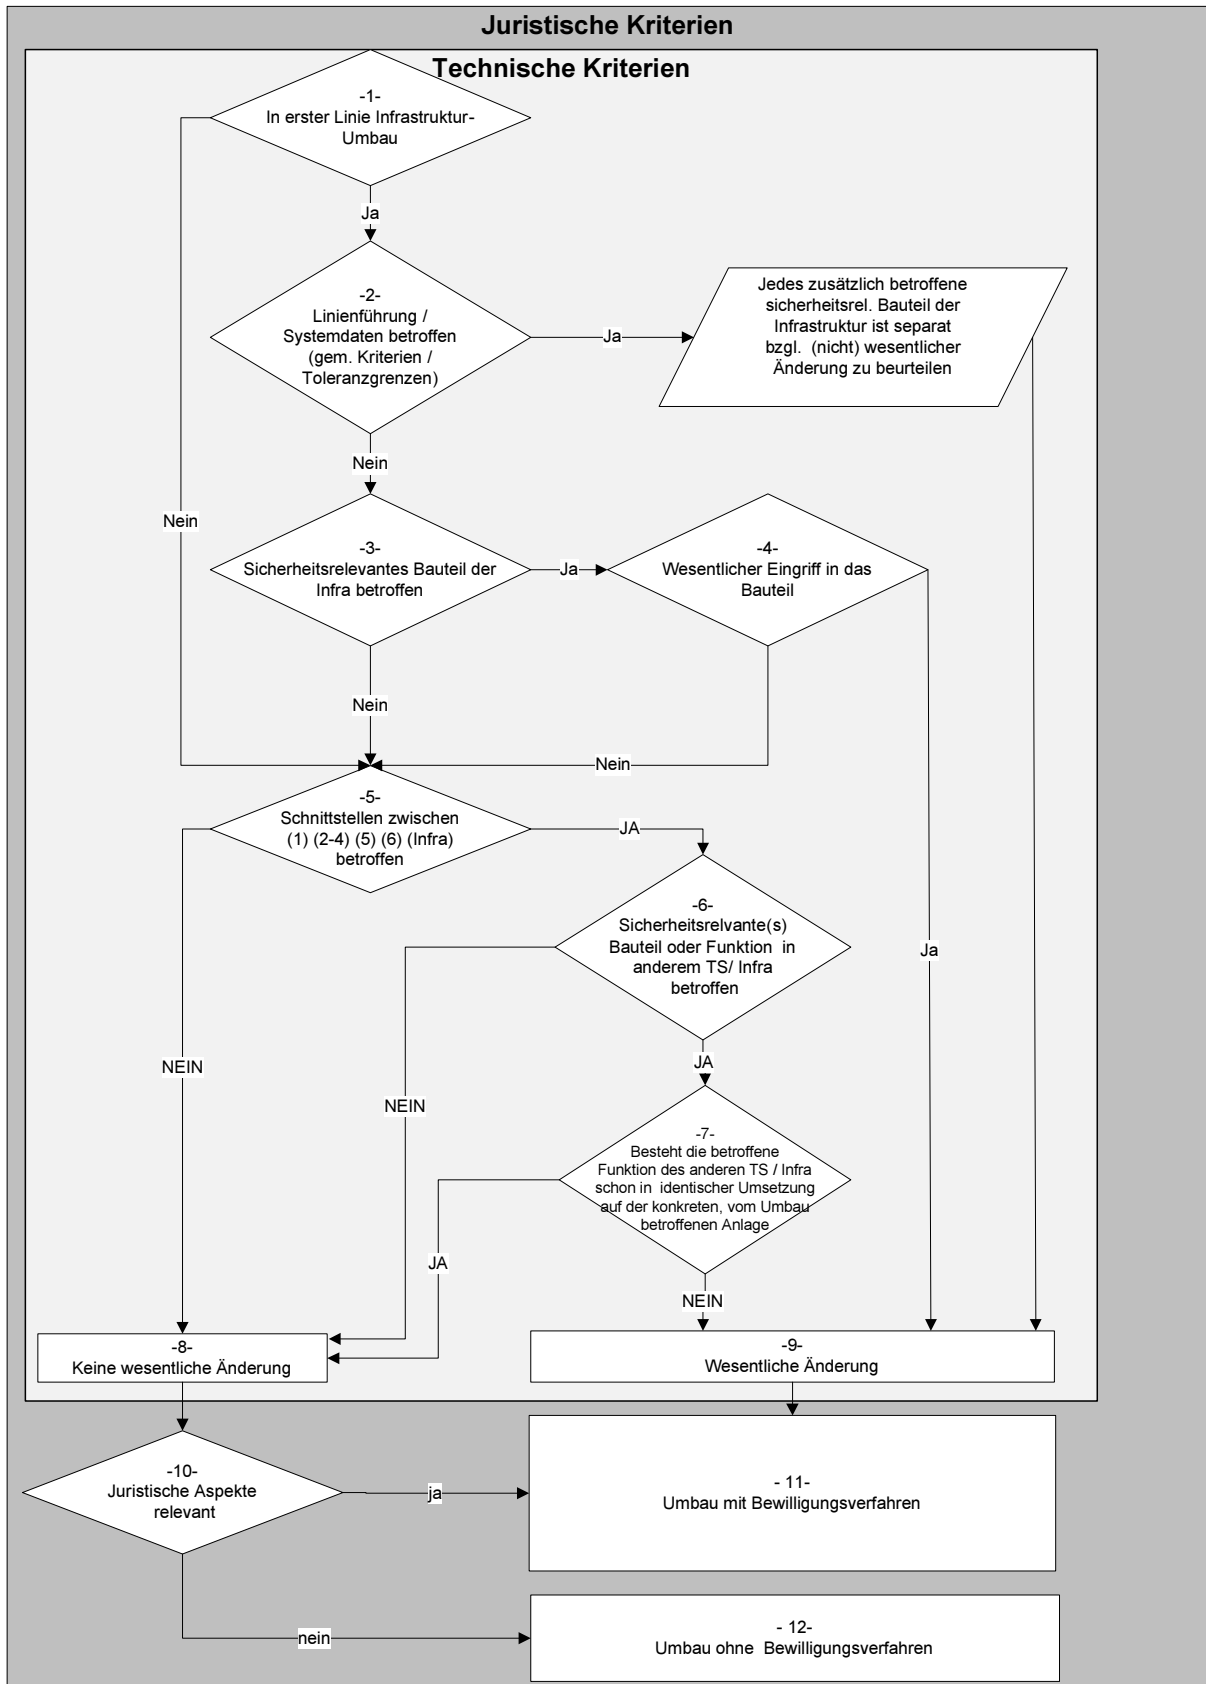 Juristische Kriterien
Technische Kriterien
-1-
In erster Linie Infrastruktur-
Umbau
Ja
-2-
Linienführung /
Systemdaten betroffen
(gem. Kriterien /
Toleranzgrenzen)
Ja
Jedes zusätzlich betroffene
sicherheitsrel. Bauteil der
Infrastruktur ist separat
bzgl. (nicht) wesentlicher
Änderung zu beurteilen
Nein
Nein
-3-
Sicherheitsrelevantes Bauteil der
Infra betroffen
Ja
-4-
Wesentlicher Eingriff in das
Bauteil
Nein
Nein
-5-
Schnittstellen zwischen
(1) (2-4) (5) (6) (Infra)
betroffen
JA
-6-
Sicherheitsrelvante(s)
Bauteil oder Funktion in
anderem TS/ Infra
betroffen
Ja
NEIN
JA
NEIN
-7-
Besteht die betroffene
Funktion des anderen TS / Infra
schon in identischer Umsetzung
auf der konkreten, vom Umbau
betroffenen Anlage
JA
NEIN
-8-
Keine wesentliche Änderung
-9-
Wesentliche Änderung
-10-
Juristische Aspekte
relevant
ja
- 11-
Umbau mit Bewilligungsverfahren
nein
- 12-
Umbau ohne Bewilligungsverfahren